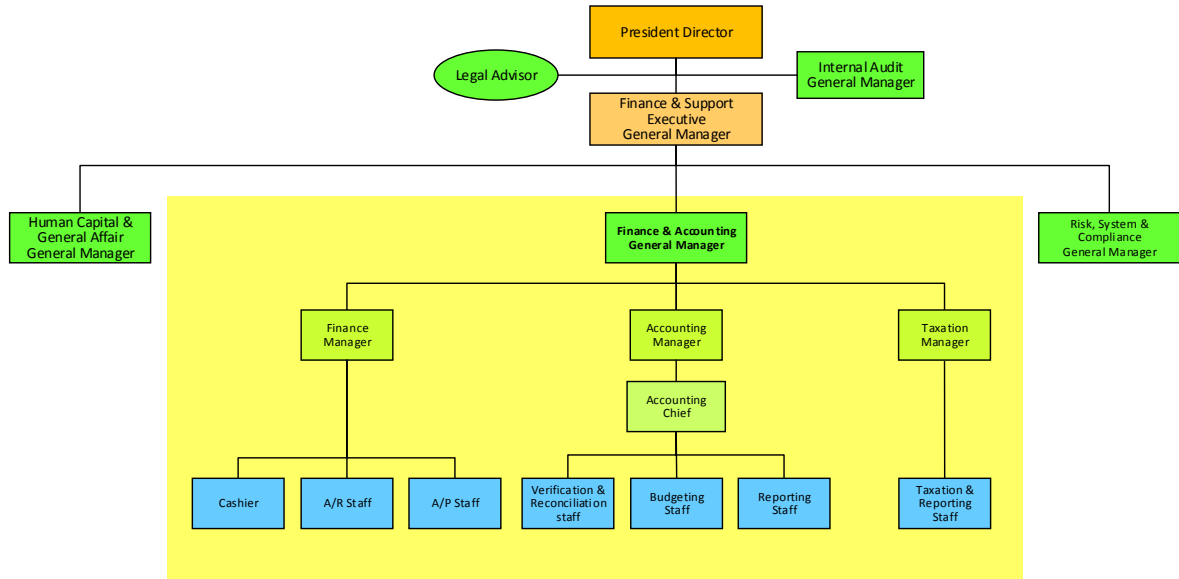 President Director
Legal Advisor
Internal Audit
General Manager
Finance & Support
Executive
General Manager
Human Capital &
General Affair
General Manager
Finance & Accounting
General Manager
Risk, System &
Compliance
General Manager
Finance
Manager
Accounting
Manager
Taxation
Manager
Accounting
Chief
Cashier
A/R Staff
A/P Staff
Verification &
Reconciliation
staff
Budgeting
Staff
Reporting
Staff
Taxation &
Reporting
Staff